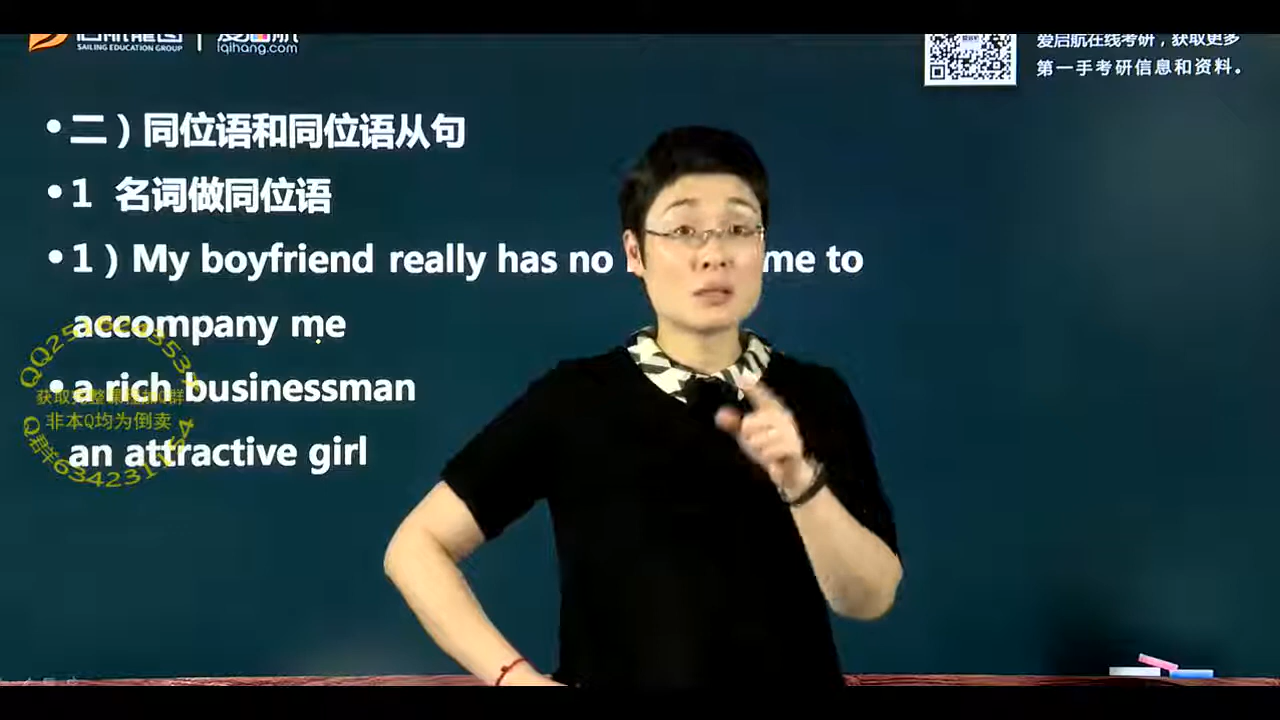 SAILING EDUCATION GROUP
iqihang.com
爱启航在线考研，获取更多
第一手考研信息和资料。
• 二）同位语和同位语从句
• 1 名词做同位语
• 1）My boyfriend really has no me to
accompany me
• a rich businessman
an attractive girl
非本Q均为倒卖